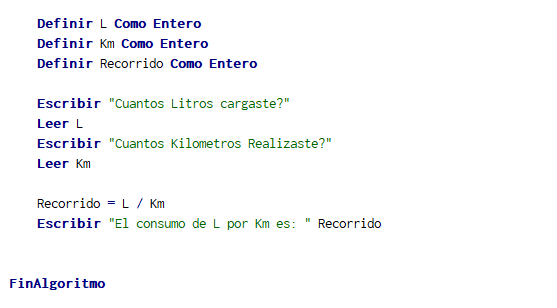 Definir L Como Entero
Definir Km Como Entero
Definir Recorrido Como Entero
Escribir "Cuantos Litros cargaste?"
Leer L
Escribir "Cuantos Kilometros Realizaste?"
Leer Km
Recorrido = L / Km
Escribir "El consumo de L por Km es: " Recorrido
FinAlgoritmo